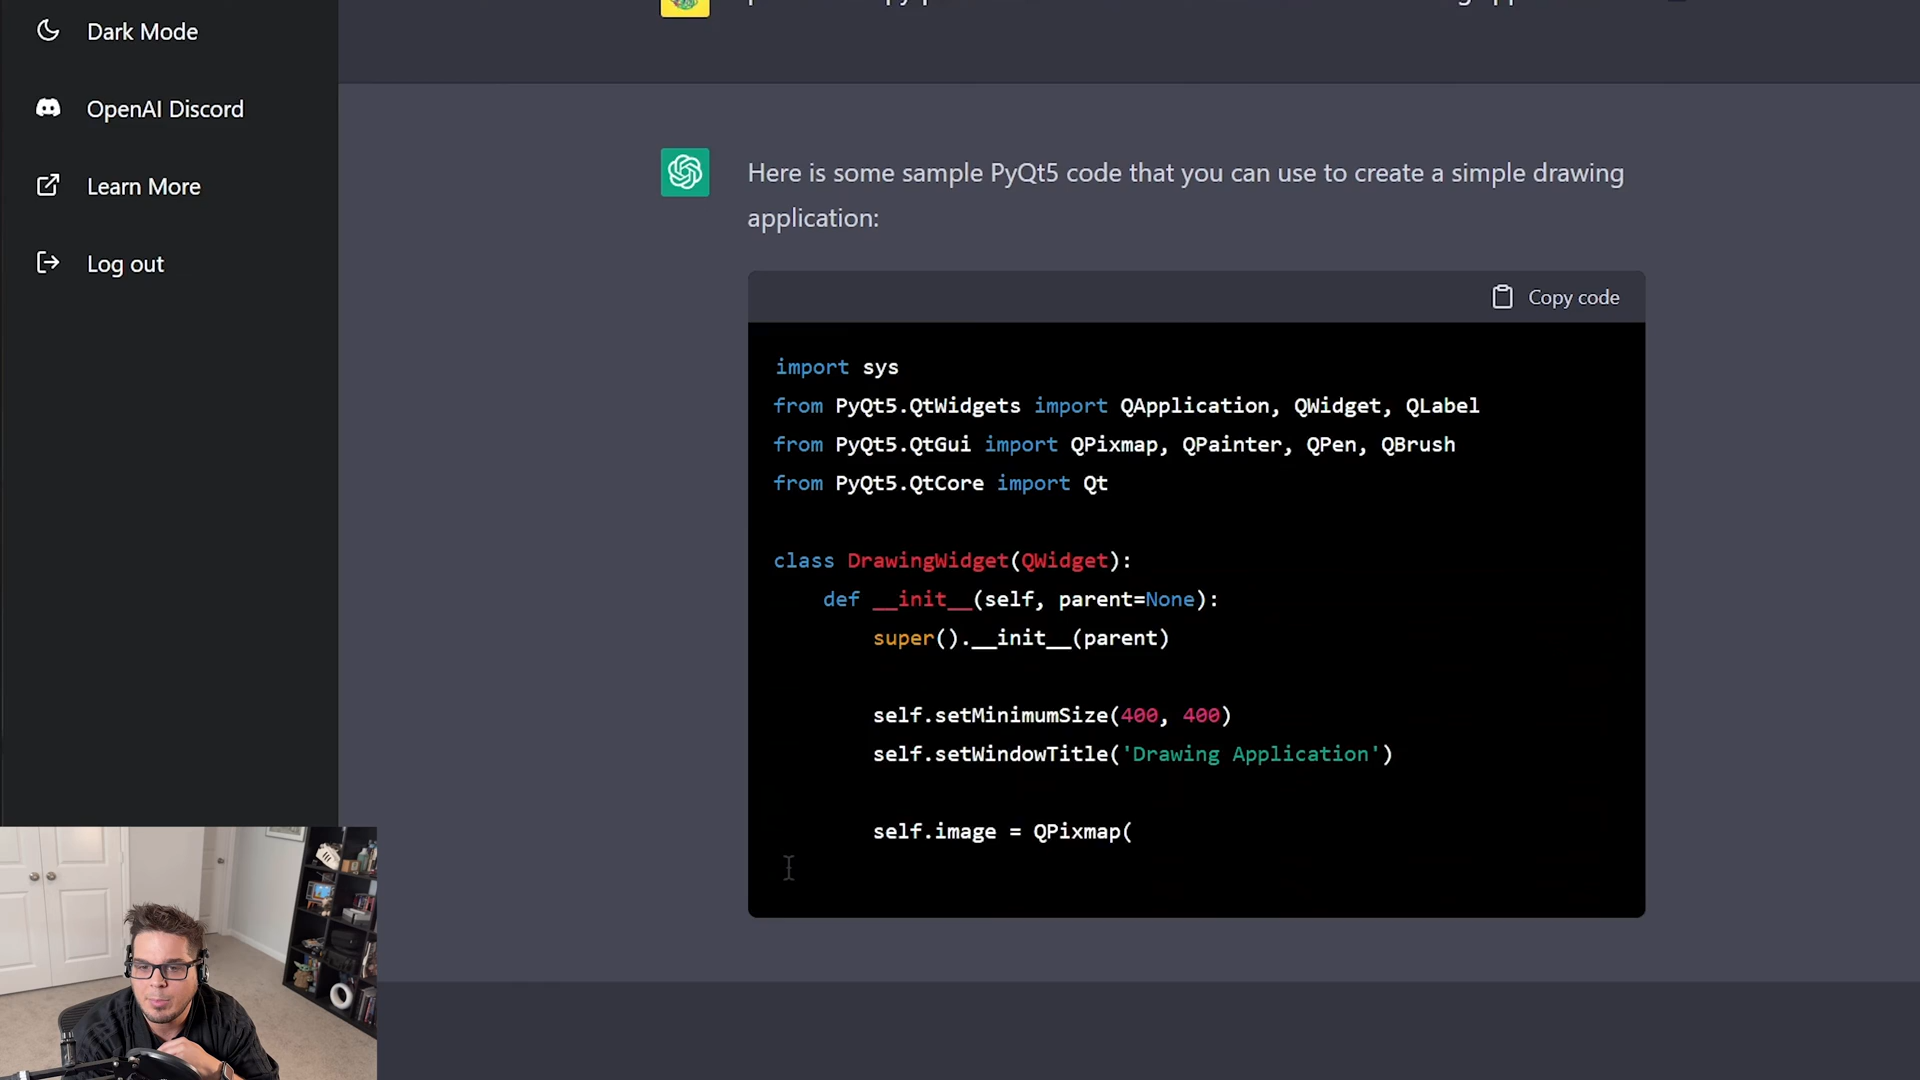 Dark Mode
OpenAI Discord
Learn More
Log out
Here is some sample PyQt5 code that you can use to create a simple drawing
application:
Copy code
import sys
from PyQt5.QtWidgets import QApplication, QWidget, QLabel
from PyQt5.QtGui import QPixmap, QPainter, QPen, QBrush
from PyQt5.QtCore import Qt
class DrawingWidget(QWidget):
def __init__(self, parent=None):
super().__init__(parent)
self.setMinimumSize(400, 400)
self.setWindowTitle('Drawing Application')
self.image = QPixmap(